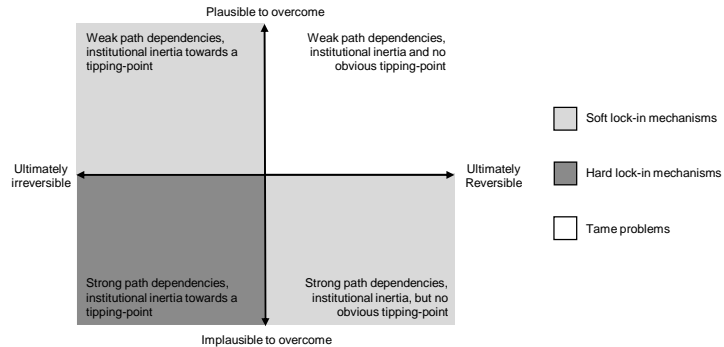 Plausible to overcome
Weak path dependencies,
institutional inertia towards a
tipping-point
Weak path dependencies,
institutional inertia and no
obvious tipping-point
Soft lock-in mechanisms
Ultimately
irreversible
Ultimately
Reversible
Hard lock-in mechanisms
Tame problems
Strong path dependencies,
institutional inertia towards a
tipping-point
Strong path dependencies,
institutional inertia, but no
obvious tipping-point
Implausible to overcome